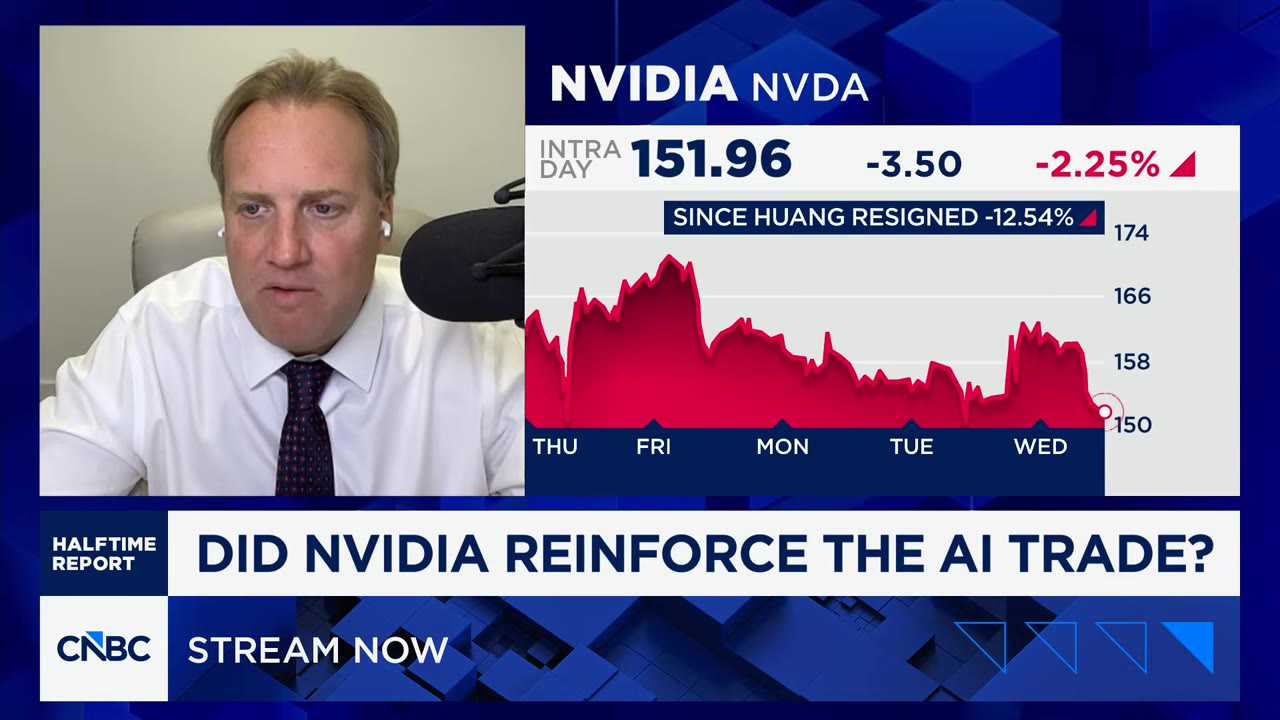 NVIDIA NVDA
INTRA
DAY
151.96 -3.50 -2.25%
SINCE HUANG RESIGNED -12.54%
174
166
158
150
THU FRI MON TUE WED
HALFTIME
REPORT
DID NVIDIA REINFORCE THE AI TRADE?
CNBC
STREAM NOW